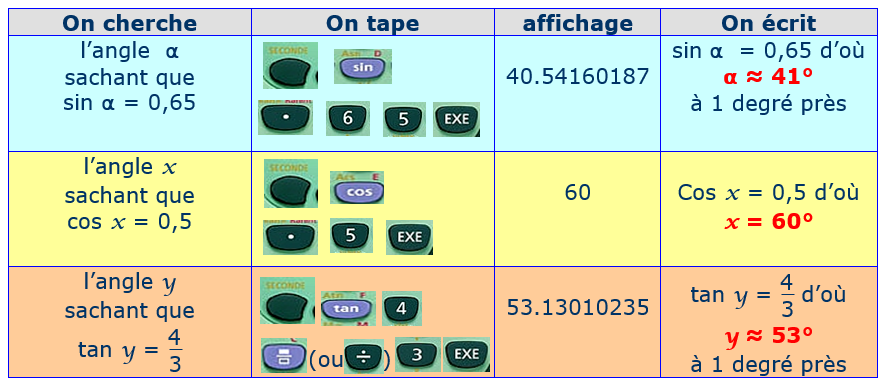 On cherche On tape affichage On écrit
l’angle α
sachant que
sin α = 0,65
SECONDE Asn D
sin
. 6 5 EXE
40.54160187
sin α = 0,65 d’où
α ≈ 41°
à 1 degré près
l’angle x
sachant que
cos x = 0,5
SECONDE Acs E
cos
. 5 EXE
60
Cos x = 0,5 d’où
x = 60°
l’angle y
sachant que
tan y = 4/3
SECONDE Atn F
tan 4
(ou ÷) 3 EXE
53.13010235
tan y = 4/3 d’où
y ≈ 53°
à 1 degré près